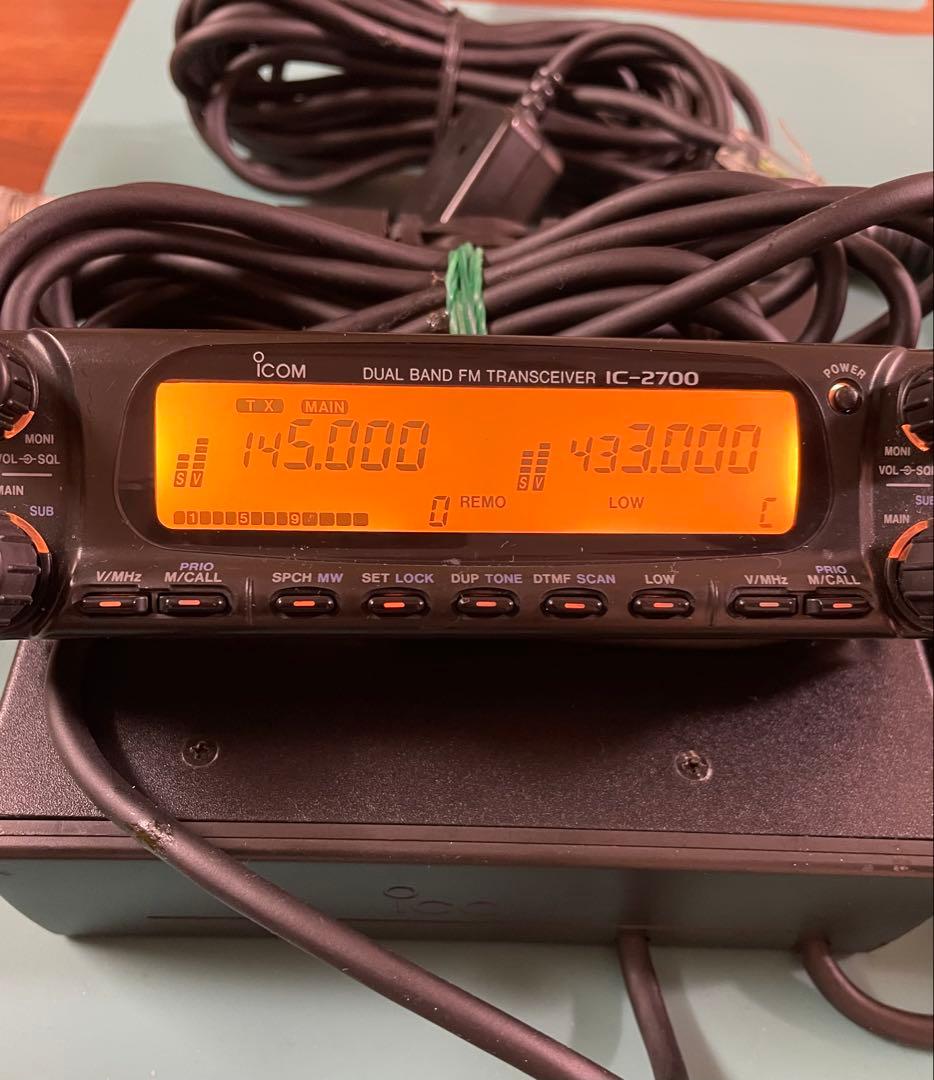 ICOM DUAL BAND FM TRANSCEIVER IC-2700
POWER
TX MAIN
145.000 433.000
S V S V
0 REMO LOW C
1 5 9
MONI
VOL SQL
MAIN
SUB
MONI
VOL SQL
SUB
MAIN
V/MHz PRIO M/CALL SPCH MW SET LOCK DUP TONE DTMF SCAN LOW V/MHz PRIO M/CALL
ICO